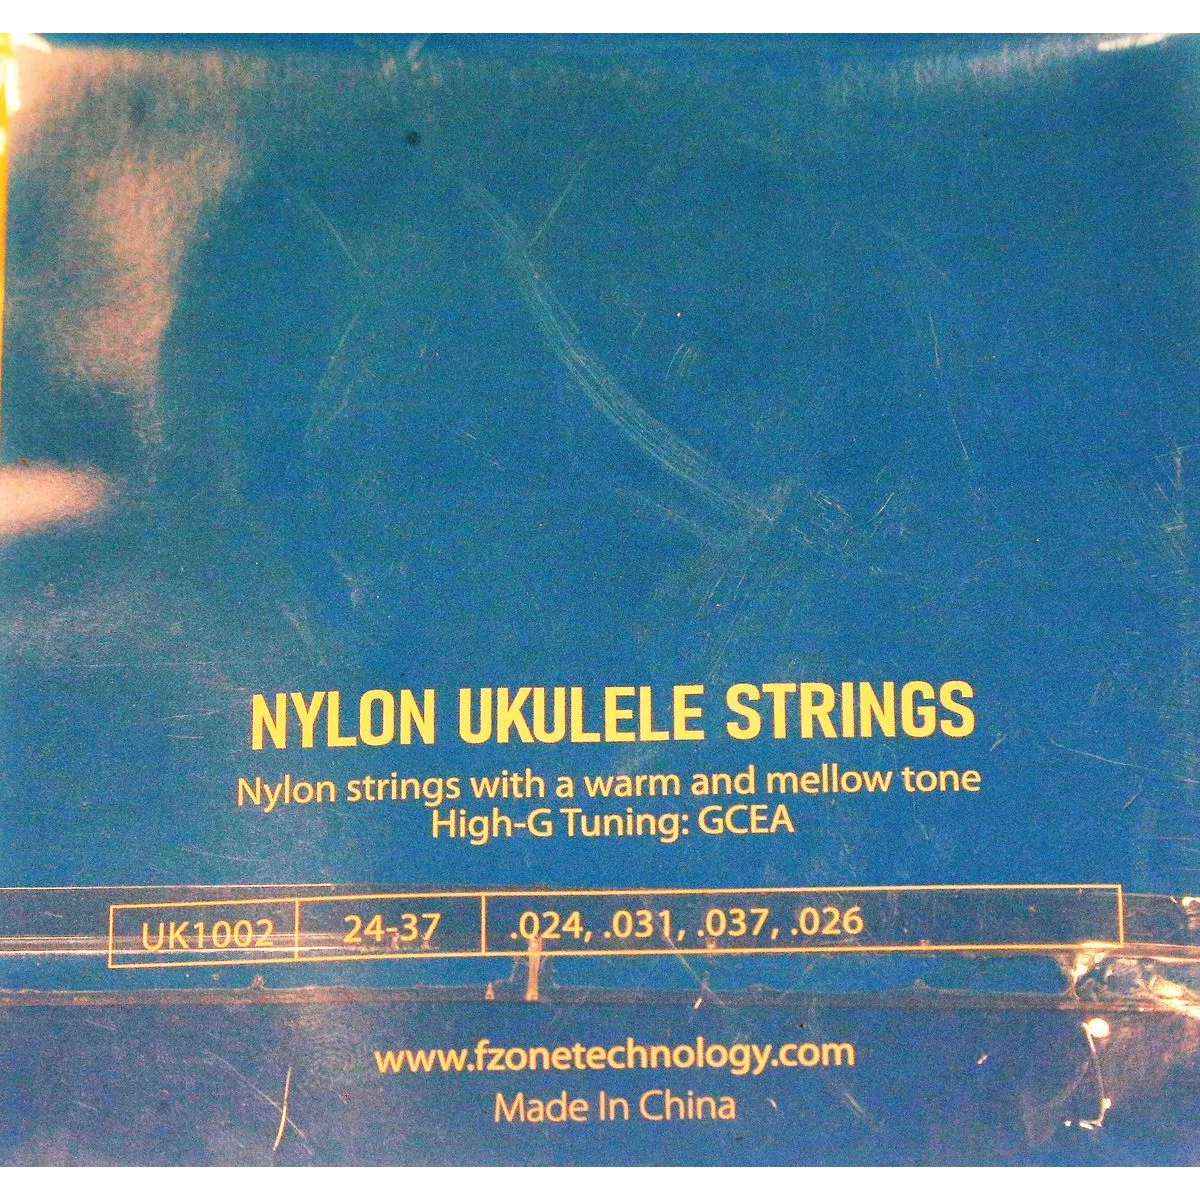 NYLON UKULELE STRINGS
Nylon strings with a warm and mellow tone
High-G Tuning: GCEA
UK1002 24-37 .024, .031, .037, .026
www.fzonetechnology.com
Made In China